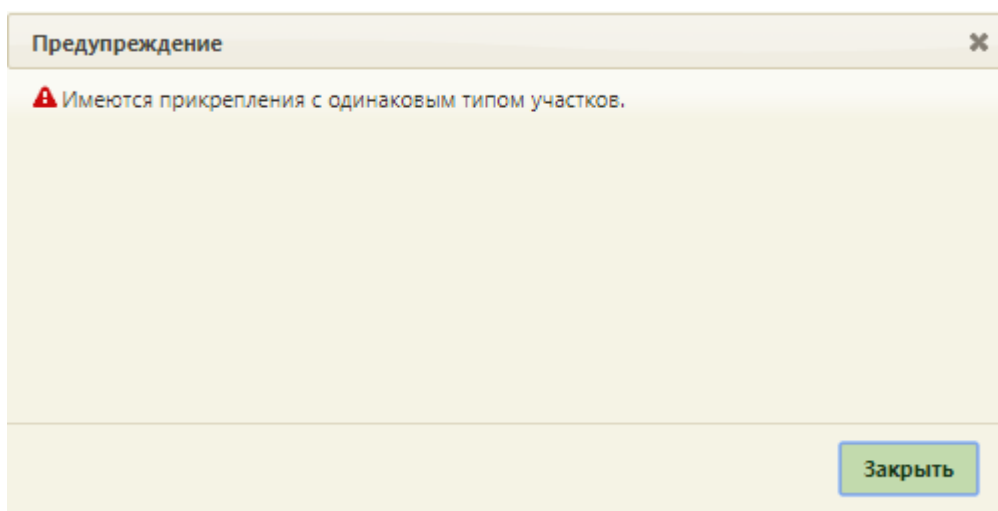 Предупреждение
Имеются прикрепления с одинаковым типом участков.
Закрыть